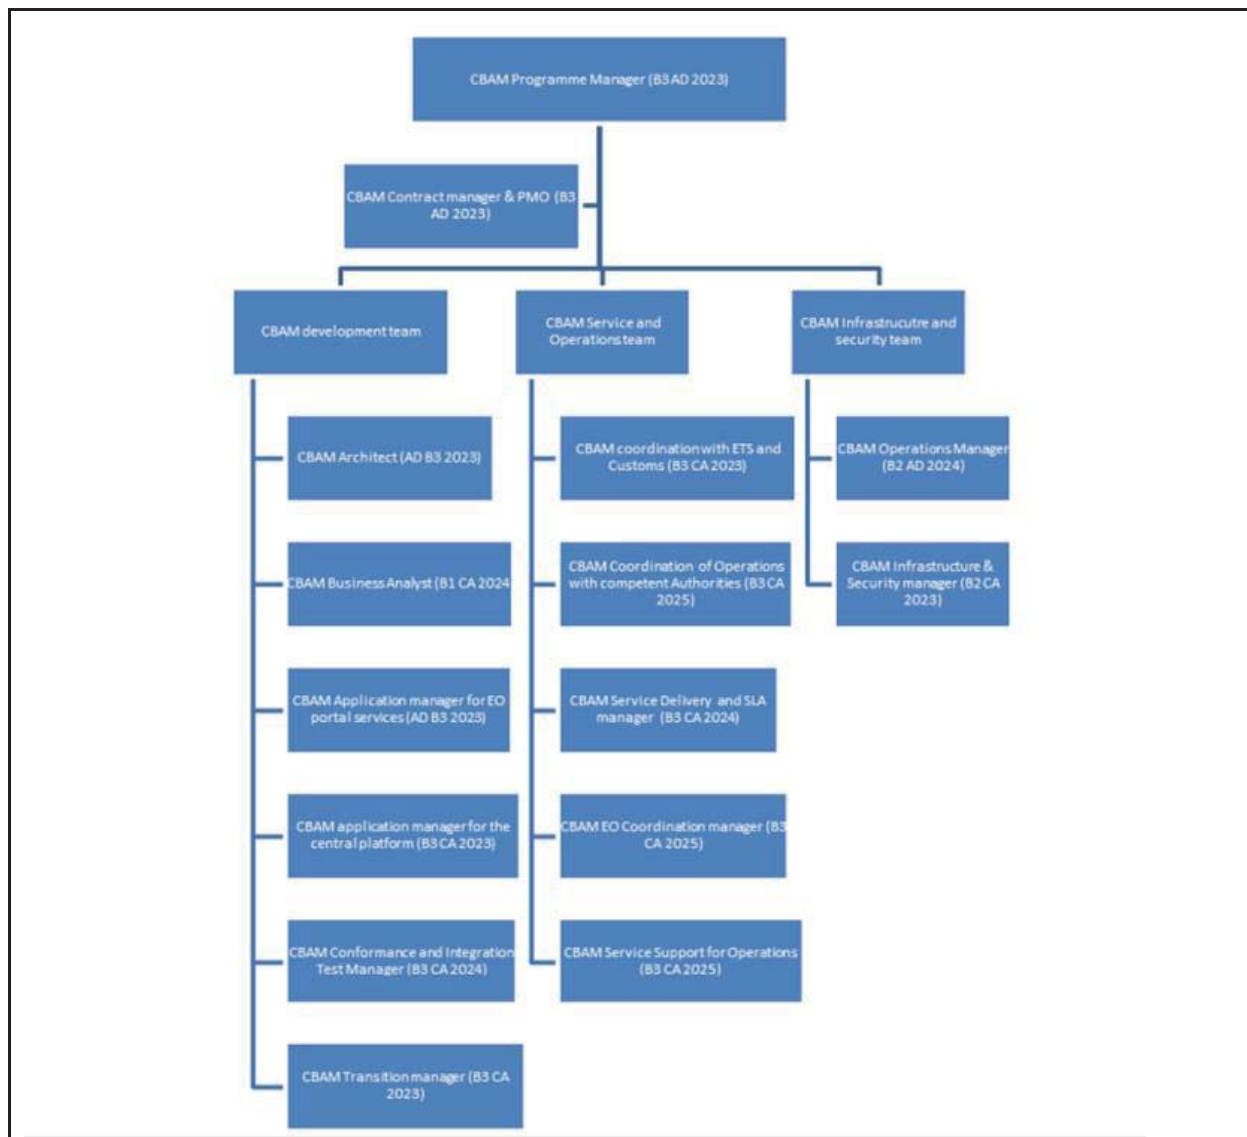 CBAM Programme Manager (B3 AD 2023)
CBAM Contract manager & PMO (B3
AD 2023)
CBAM development team
CBAM Service and
Operations team
CBAM Infrastrucutre and
security team
CBAM Architect (AD B3 2023)
CBAM Business Analyst (B1 CA 2024
CBAM Application manager for EO
portal services (AD B3 2023)
CBAM application manager for the
central platform (B3 CA 2023)
CBAM Conformance and Integration
Test Manager (B3 CA 2024)
CBAM Transition manager (B3 CA
2023)
CBAM coordination with ETS and
Customs (B3 CA 2023)
CBAM Coordination of Operations
with competent Authorities (B3 CA
2025)
CBAM Service Delivery and SLA
manager (B3 CA 2024)
CBAM EO Coordination manager (B3
CA 2025)
CBAM Service Support for Operations
(B3 CA 2025)
CBAM Operations Manager
(B2 AD 2024)
CBAM Infrastructure &
Security manager (B2 CA
2023)